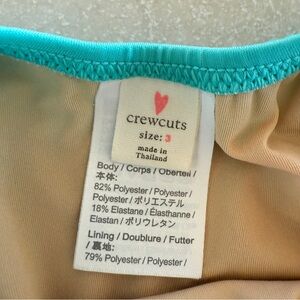 crewcuts
size: 3
made in
Thailand
Body / Corps / Oberteil /
本体:
82% Polyester / Polyester /
Polyester / ポリエステル
18% Elastane / Élasthanne /
Elastan / ポリウレタン
Lining / Doublure / Futter
/ 裏地:
79% Polyester / Polyester /